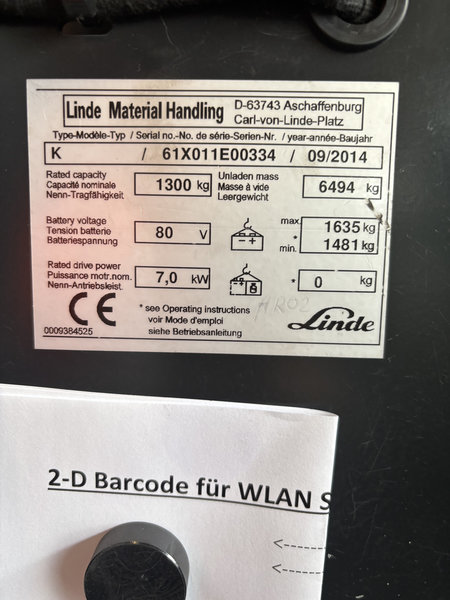 Linde Material Handling
D-63743 Aschaffenburg
Carl-von-Linde-Platz
Type-Modèle-Typ / Serial no.-No. de série-Serien-Nr. / year-année-Baujahr
K / 61X011E00334 / 09/2014
Rated capacity
Capacité nominale
Nenn-Tragfähigkeit
1300 kg
Unladen mass
Masse à vide
Leergewicht
6494 kg
Battery voltage
Tension batterie
Batteriespannung
80 V
- +
max
*
min.
1635 kg
1481 kg
Rated drive power
Puissance motr.nom.
Nenn-Antriebsleist.
7,0 kW
* 0 kg
CE
* see Operating instructions
voir Mode d'emploi
siehe Betriebsanleitung
AR02
Linde
0009384525
2-D Barcode für WLAN S